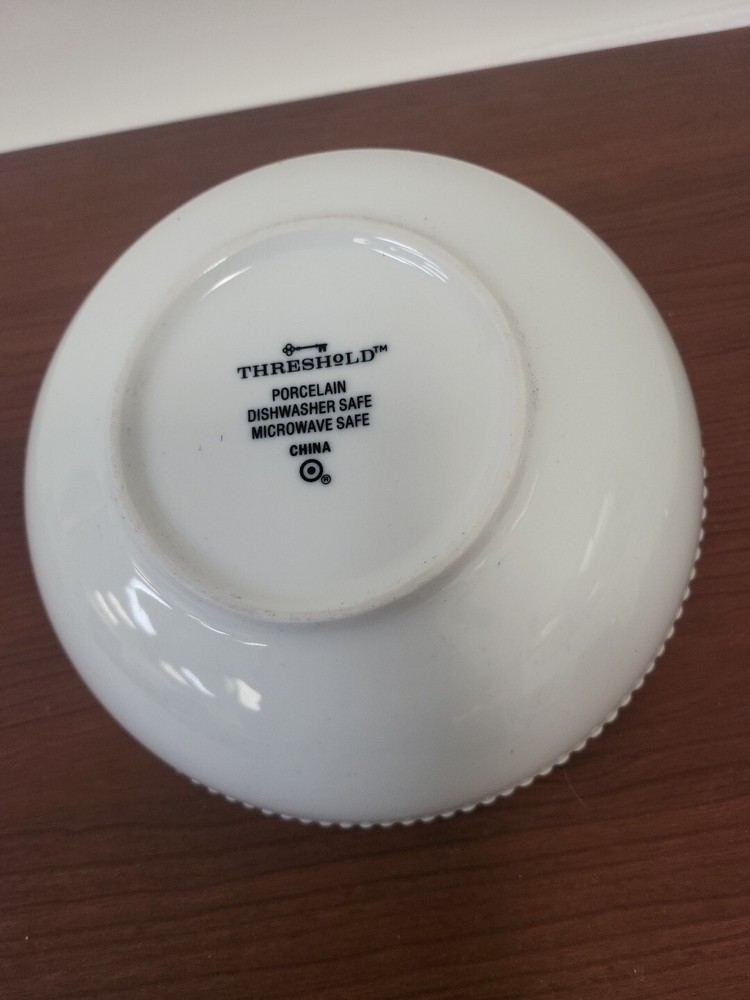 THRESHOLD™
PORCELAIN
DISHWASHER SAFE
MICROWAVE SAFE
CHINA
®